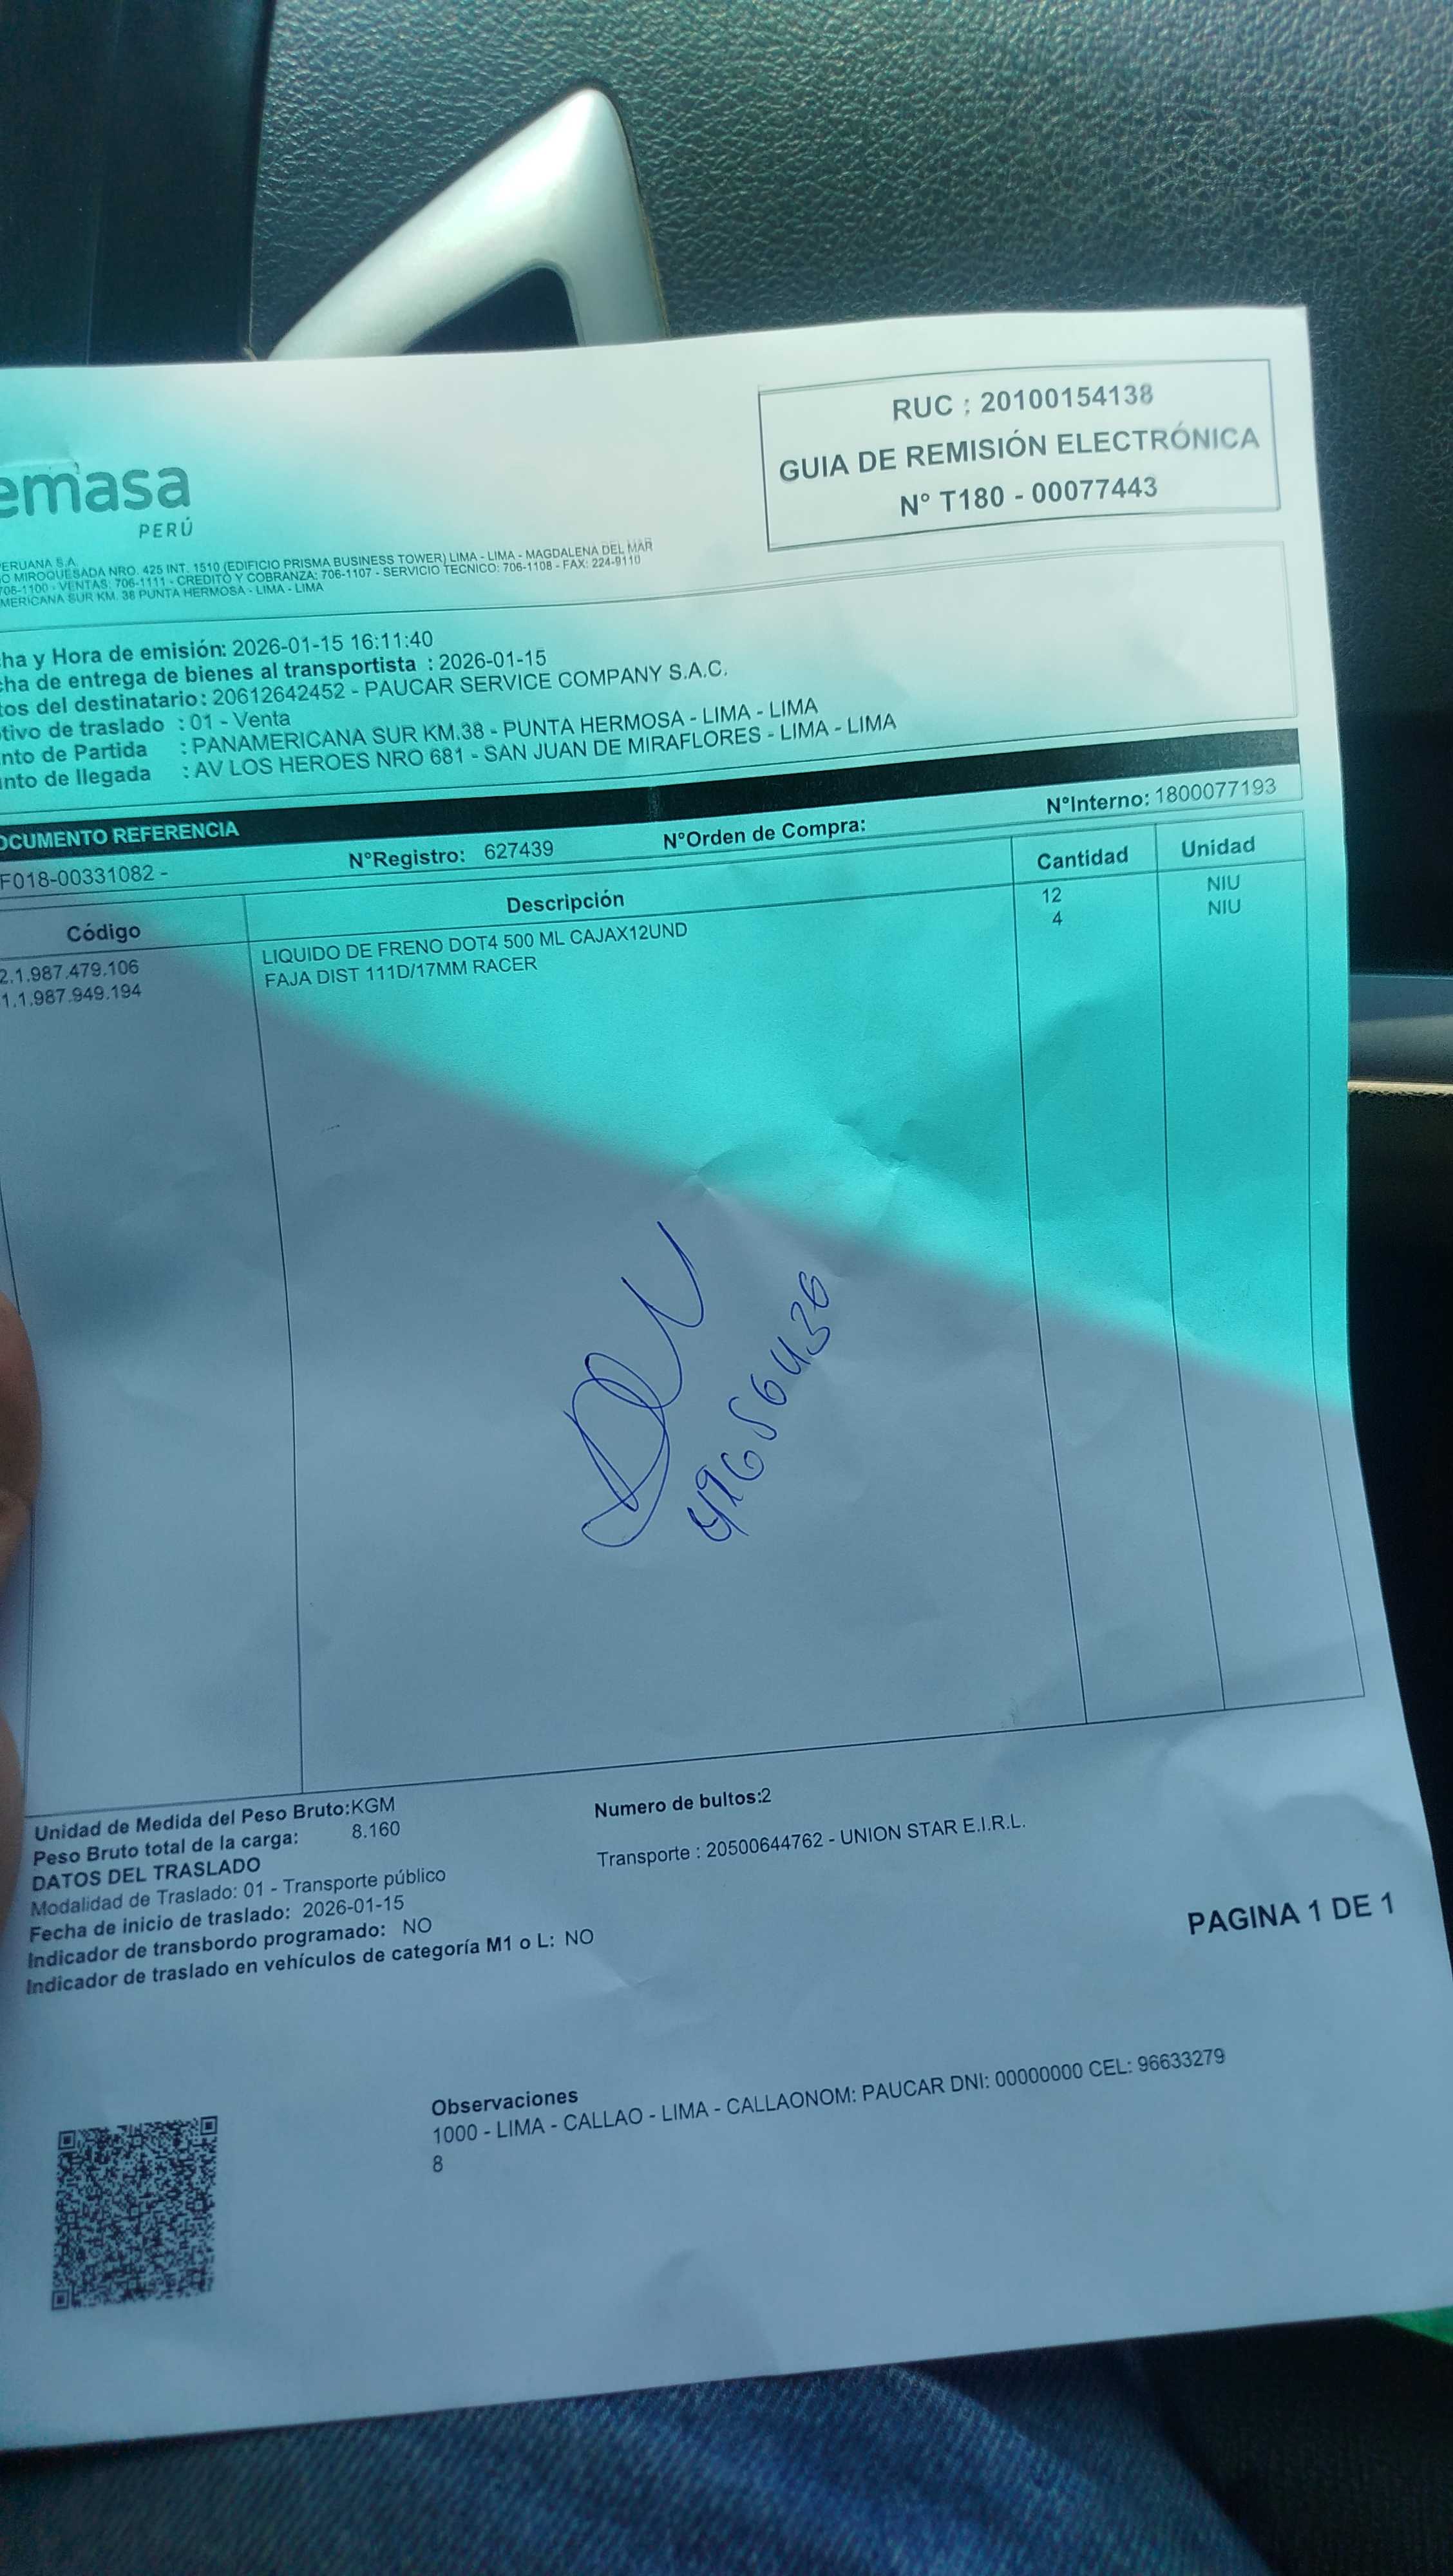 emasa
PERÚ
RUC : 20100154138
GUIA DE REMISIÓN ELECTRÓNICA
N° T180 - 00077443
ERUANA S.A.
O MIROQUESADA NRO. 425 INT. 1510 (EDIFICIO PRISMA BUSINESS TOWER) LIMA - LIMA - MAGDALENA DEL MAR
706-1100 - VENTAS: 706-1111 - CREDITO Y COBRANZA: 706-1107 - SERVICIO TECNICO: 706-1108 - FAX: 224-9110
MERICANA SUR KM. 38 PUNTA HERMOSA - LIMA - LIMA
ha y Hora de emisión: 2026-01-15 16:11:40
ha de entrega de bienes al transportista : 2026-01-15
tos del destinatario: 20612642452 - PAUCAR SERVICE COMPANY S.A.C.
tivo de traslado : 01 - Venta
nto de Partida : PANAMERICANA SUR KM.38 - PUNTA HERMOSA - LIMA - LIMA
nto de llegada : AV LOS HEROES NRO 681 - SAN JUAN DE MIRAFLORES - LIMA - LIMA
OCUMENTO REFERENCIA
F018-00331082 - N°Registro: 627439 N°Orden de Compra: N°Interno: 1800077193
Código Descripción Cantidad Unidad
2.1.987.479.106 LIQUIDO DE FRENO DOT4 500 ML CAJAX12UND 12 NIU
1.1.987.949.194 FAJA DIST 111D/17MM RACER 4 NIU
Unidad de Medida del Peso Bruto:KGM Numero de bultos:2
Peso Bruto total de la carga: 8.160
DATOS DEL TRASLADO Transporte : 20500644762 - UNION STAR E.I.R.L.
Modalidad de Traslado: 01 - Transporte público
Fecha de inicio de traslado: 2026-01-15
Indicador de transbordo programado: NO
Indicador de traslado en vehículos de categoría M1 o L: NO
PAGINA 1 DE 1
Observaciones
1000 - LIMA - CALLAO - LIMA - CALLAONOM: PAUCAR DNI: 00000000 CEL: 96633279
8